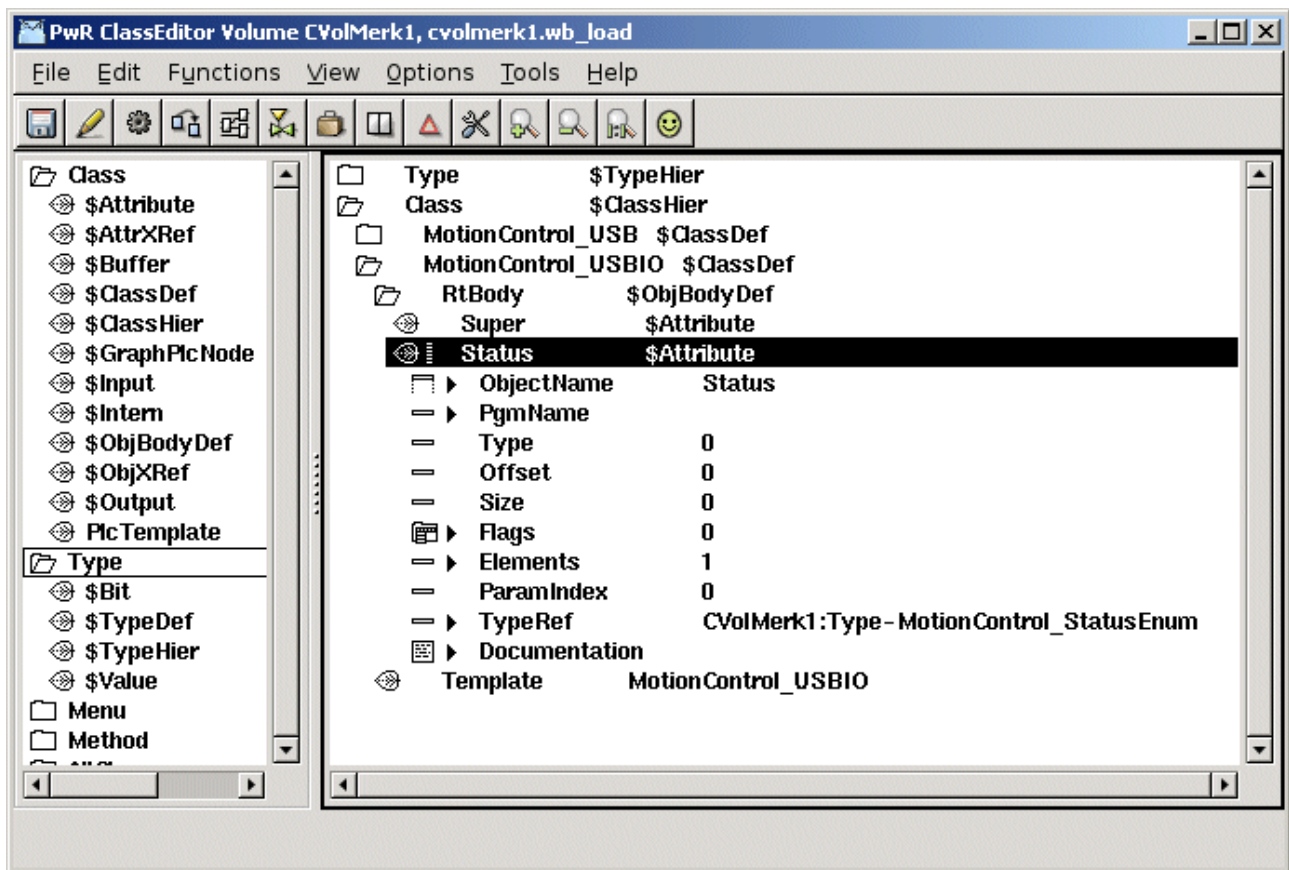 PwR ClassEditor Volume CVolMerk1, cvolmerk1.wb_load
File Edit Functions View Options Tools Help
Class
$Attribute
$AttrXRef
$Buffer
$ClassDef
$ClassHier
$GraphPlcNode
$Input
$Intern
$ObjBodyDef
$ObjXRef
$Output
PlcTemplate
Type
$Bit
$TypeDef
$TypeHier
$Value
Menu
Method
Type $TypeHier
Class $ClassHier
MotionControl_USB $ClassDef
MotionControl_USBIO $ClassDef
RtBody $ObjBodyDef
Super $Attribute
Status $Attribute
ObjectName Status
PgmName
Type 0
Offset 0
Size 0
Flags 0
Elements 1
ParamIndex 0
TypeRef CVolMerk1:Type-MotionControl_StatusEnum
Documentation
Template MotionControl_USBIO